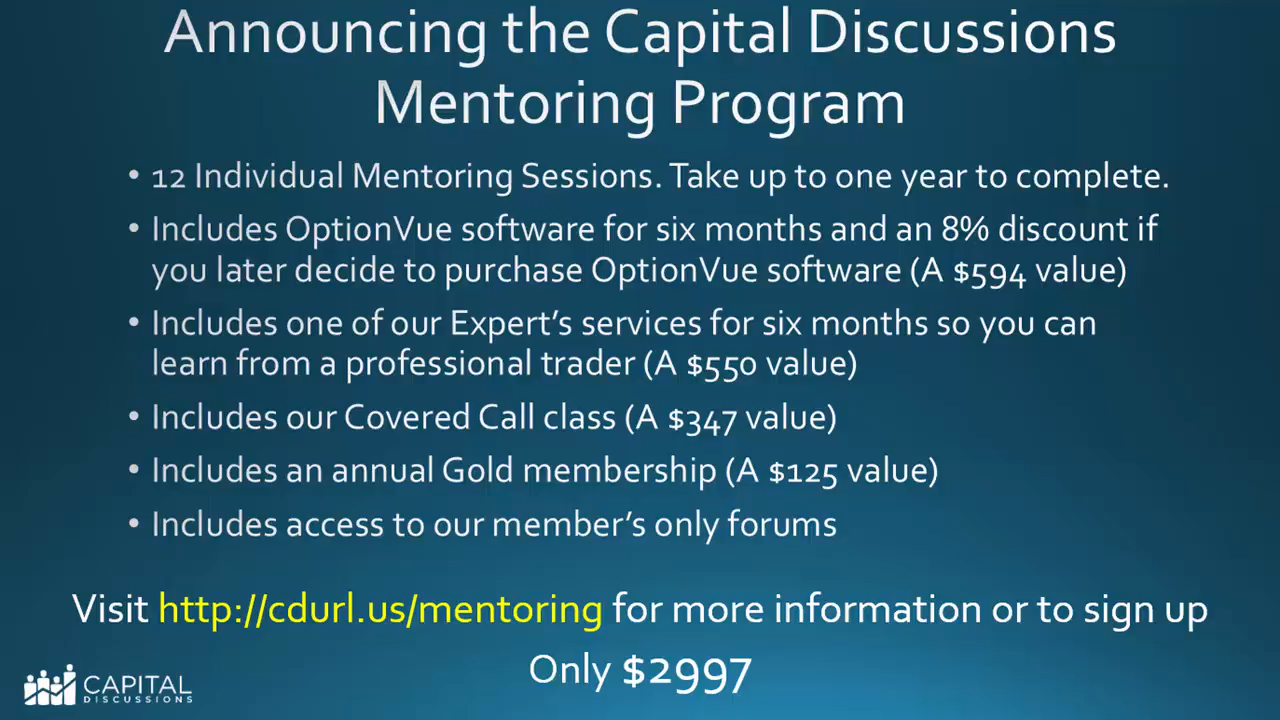 Announcing the Capital Discussions
Mentoring Program
• 12 Individual Mentoring Sessions. Take up to one year to complete.
• Includes OptionVue software for six months and an 8% discount if
you later decide to purchase OptionVue software (A $594 value)
• Includes one of our Expert's services for six months so you can
learn from a professional trader (A $550 value)
• Includes our Covered Call class (A $347 value)
• Includes an annual Gold membership (A $125 value)
• Includes access to our member's only forums
Visit http://cdurl.us/mentoring for more information or to sign up
Only $2997
CAPITAL
DISCUSSIONS